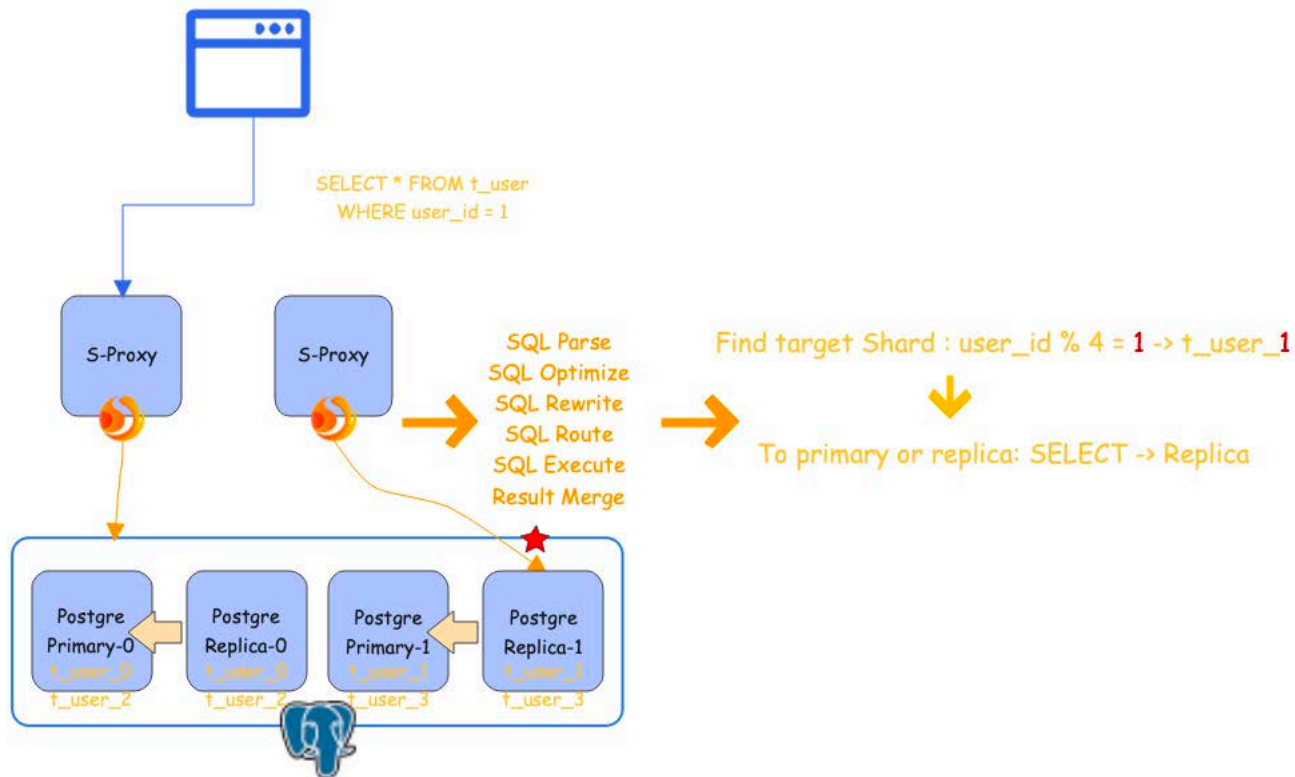 SELECT * FROM t_user
WHERE user_id = 1
S-Proxy
S-Proxy
SQL Parse
SQL Optimize
SQL Rewrite
SQL Route
SQL Execute
Result Merge
Find target Shard : user_id % 4 = 1 -> t_user_1
To primary or replica: SELECT -> Replica
Postgre
Primary-0
t_user_0
t_user_2
Postgre
Replica-0
t_user_0
t_user_2
Postgre
Primary-1
t_user_1
t_user_3
Postgre
Replica-1
t_user_1
t_user_3